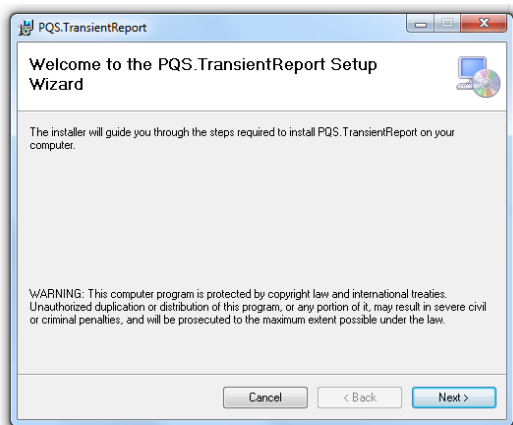 PQS.TransientReport
Welcome to the PQS.TransientReport Setup
Wizard
The installer will guide you through the steps required to install PQS.TransientReport on your
computer.
WARNING: This computer program is protected by copyright law and international treaties.
Unauthorized duplication or distribution of this program, or any portion of it, may result in severe civil
or criminal penalties, and will be prosecuted to the maximum extent possible under the law.
Cancel < Back Next >